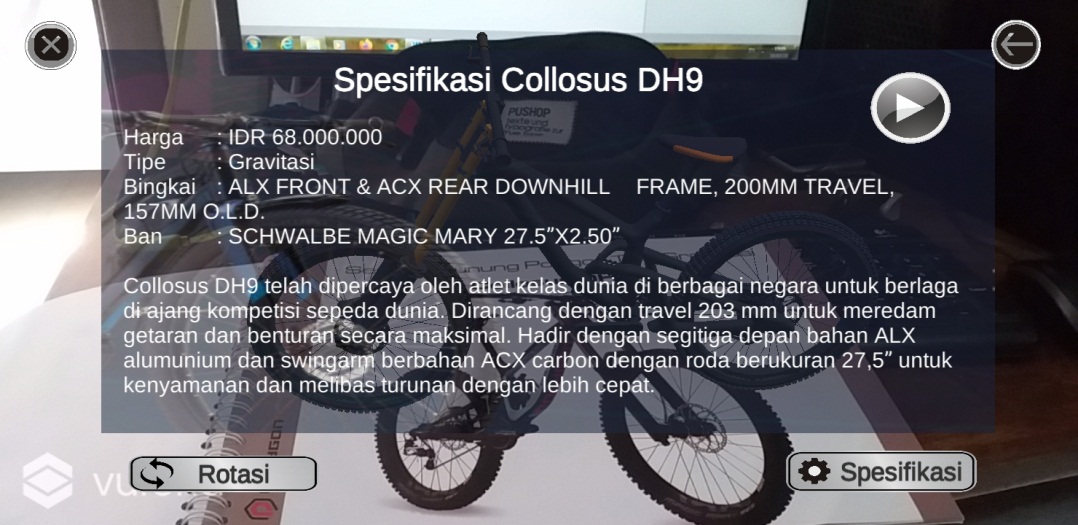 Spesifikasi Collosus DH9
Harga : IDR 68.000.000
Tipe : Gravitasi
Bingkai : ALX FRONT & ACX REAR DOWNHILL FRAME, 200MM TRAVEL,
157MM O.L.D.
Ban : SCHWALBE MAGIC MARY 27.5"X2.50"
Collosus DH9 telah dipercaya oleh atlet kelas dunia di berbagai negara untuk berlaga
di ajang kompetisi sepeda dunia. Dirancang dengan travel 203 mm untuk meredam
getaran dan benturan secara maksimal. Hadir dengan segitiga depan bahan ALX
alumunium dan swingarm berbahan ACX carbon dengan roda berukuran 27,5" untuk
kenyamanan dan melibas turunan dengan lebih cepat.
Rotasi
Spesifikasi
PUSHOP